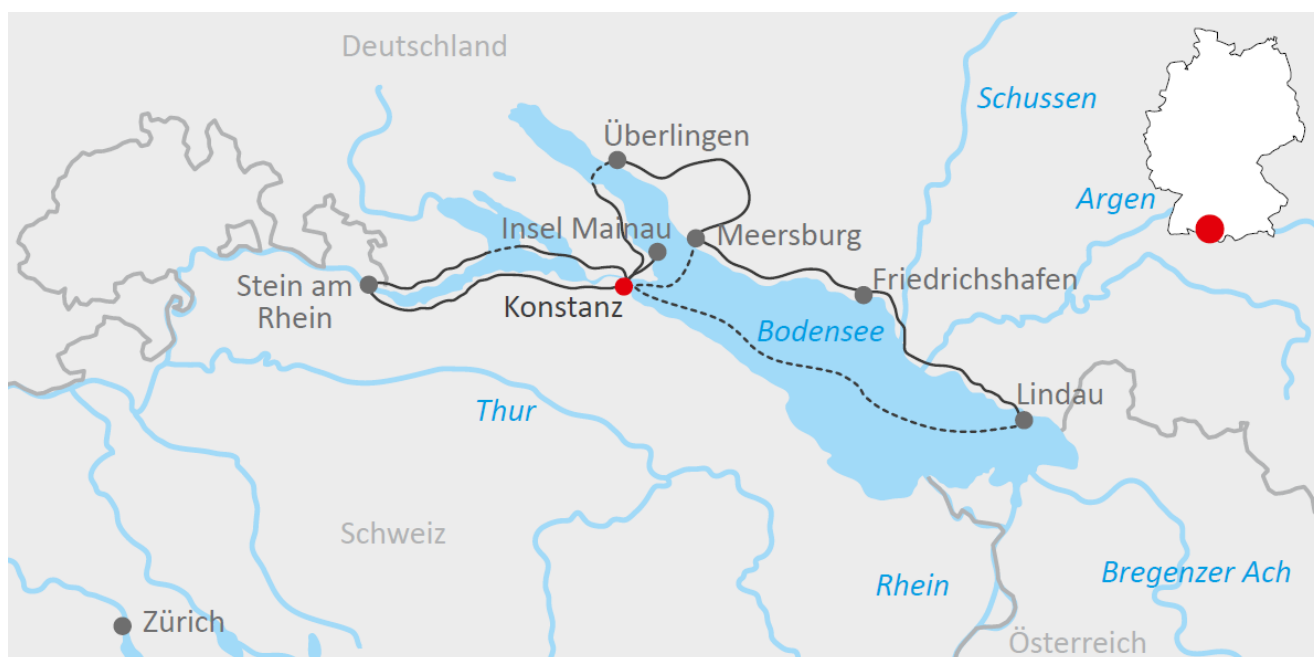 Deutschland
Schussen
Überlingen
Argen
Insel Mainau
Meersburg
Stein am
Rhein
Friedrichshafen
Konstanz
Bodensee
Lindau
Thur
Schweiz
Rhein
Bregenzer Ach
Zürich
Österreich